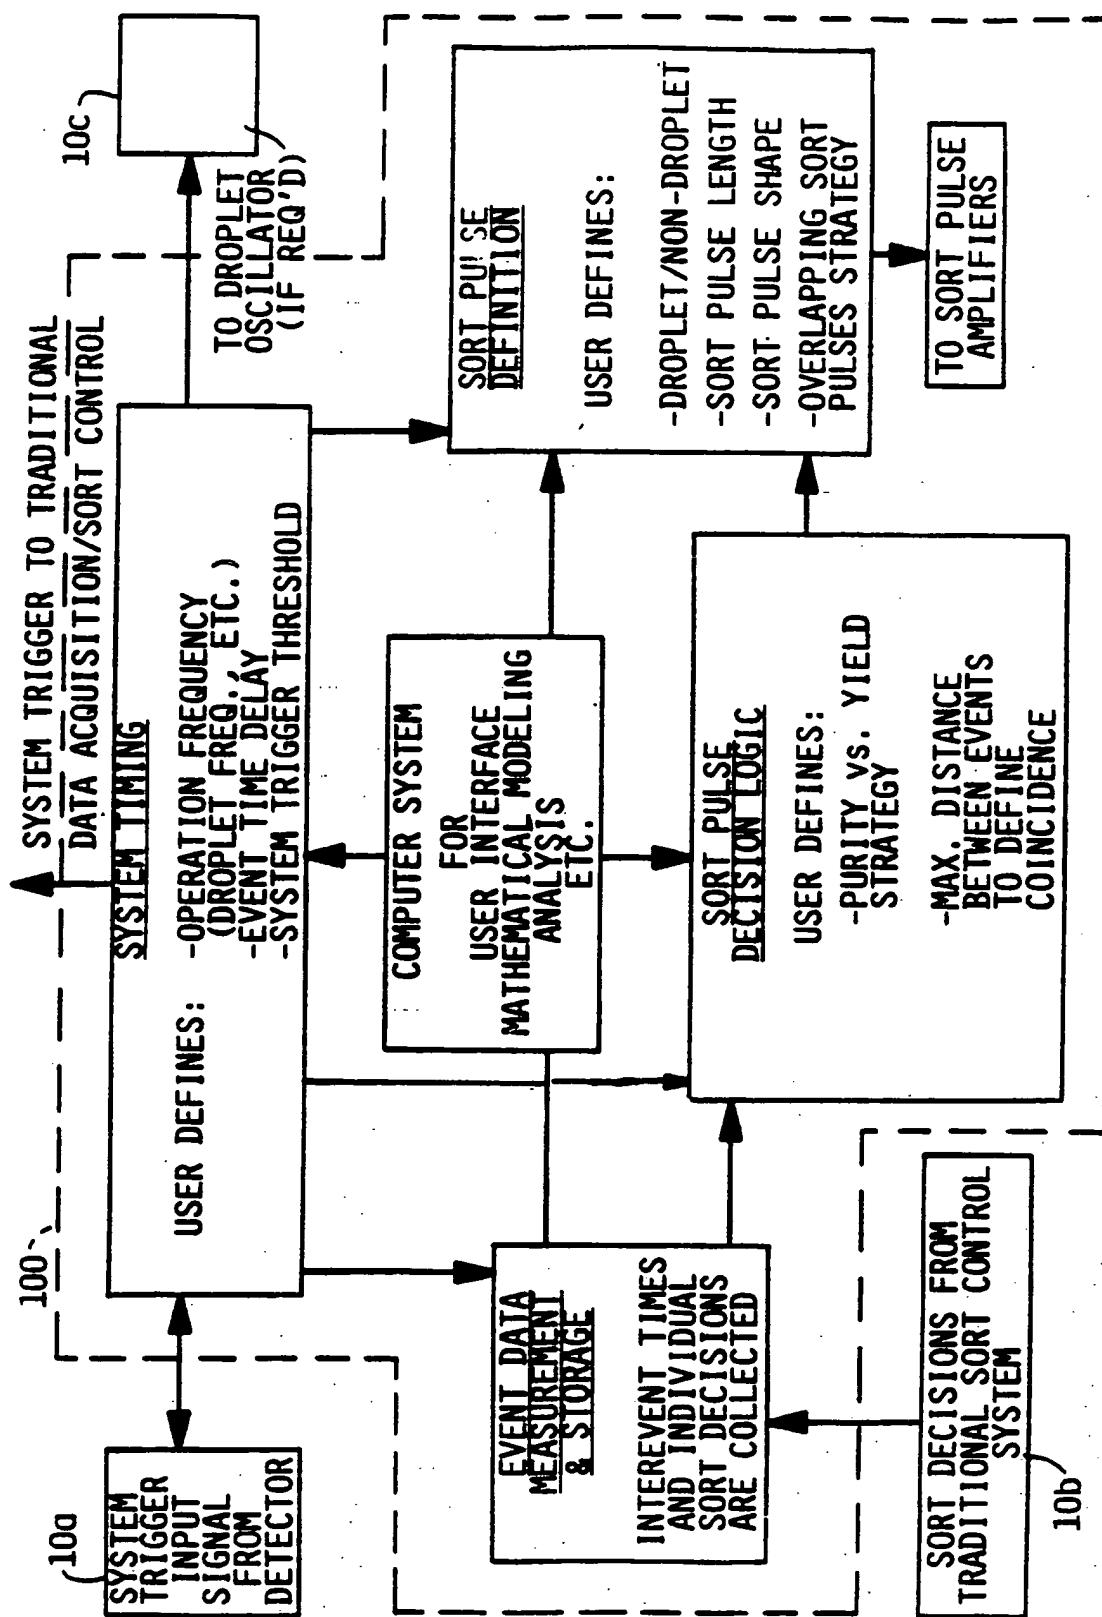 SYSTEM TRIGGER TO TRADITIONAL
DATA ACQUISITION/SORT CONTROL
100
10a
SYSTEM
TRIGGER
INPUT
SIGNAL
FROM
DETECTOR
SYSTEM TIMING
USER DEFINES:
-OPERATION FREQUENCY
(DROPLET FREQ., ETC.)
-EVENT TIME DELAY
-SYSTEM TRIGGER THRESHOLD
10c
TO DROPLET
OSCILLATOR
(IF REQ'D)
EVENT DATA
MEASUREMENT
& STORAGE
INTEREVENT TIMES
AND INDIVIDUAL
SORT DECISIONS
ARE COLLECTED
COMPUTER SYSTEM
FOR
USER INTERFACE
MATHEMATICAL MODELING
ANALYSIS
ETC.
SORT PULSE
DEFINITION
USER DEFINES:
-DROPLET/NON-DROPLET
-SORT PULSE LENGTH
-SORT PULSE SHAPE
-OVERLAPPING SORT
PULSES STRATEGY
SORT PULSE
DECISION LOGIC
USER DEFINES:
-PURITY vs. YIELD
STRATEGY
-MAX. DISTANCE
BETWEEN EVENTS
TO DEFINE
COINCIDENCE
SORT DECISIONS FROM
TRADITIONAL SORT CONTROL
SYSTEM
10b
TO SORT PULSE
AMPLIFIERS